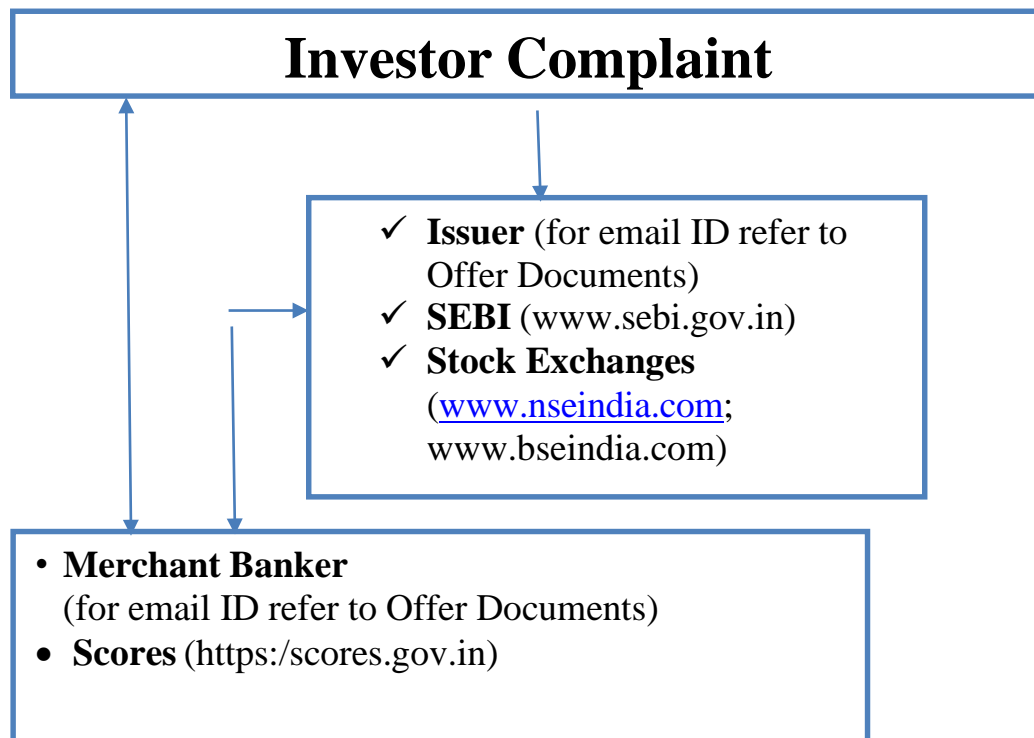 Investor Complaint
✓ Issuer (for email ID refer to
Offer Documents)
✓ SEBI (www.sebi.gov.in)
✓ Stock Exchanges
(www.nseindia.com;
www.bseindia.com)
• Merchant Banker
(for email ID refer to Offer Documents)
• Scores (https:/scores.gov.in)